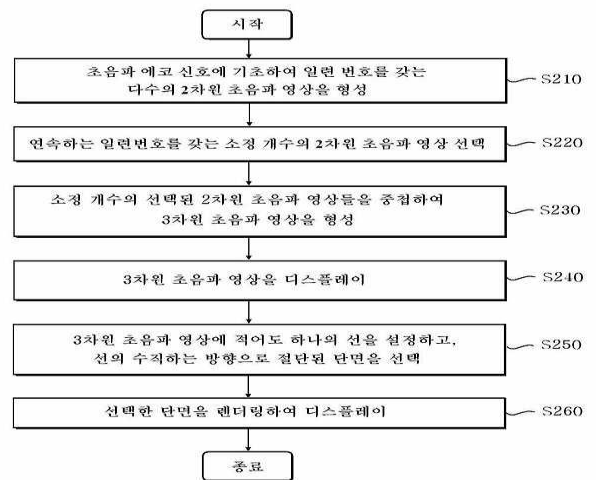 시작
초음파 에코 신호에 기초하여 일련 번호를 갖는
다수의 2차원 초음파 영상을 형성
S210
연속하는 일련번호를 갖는 소정 개수의 2차원 초음파 영상 선택
S220
소정 개수의 선택된 2차원 초음파 영상들을 중첩하여
3차원 초음파 영상을 형성
S230
3차원 초음파 영상을 디스플레이
S240
3차원 초음파 영상에 적어도 하나의 선을 설정하고,
선의 수직하는 방향으로 절단된 단면을 선택
S250
선택한 단면을 렌더링하여 디스플레이
S260
종료